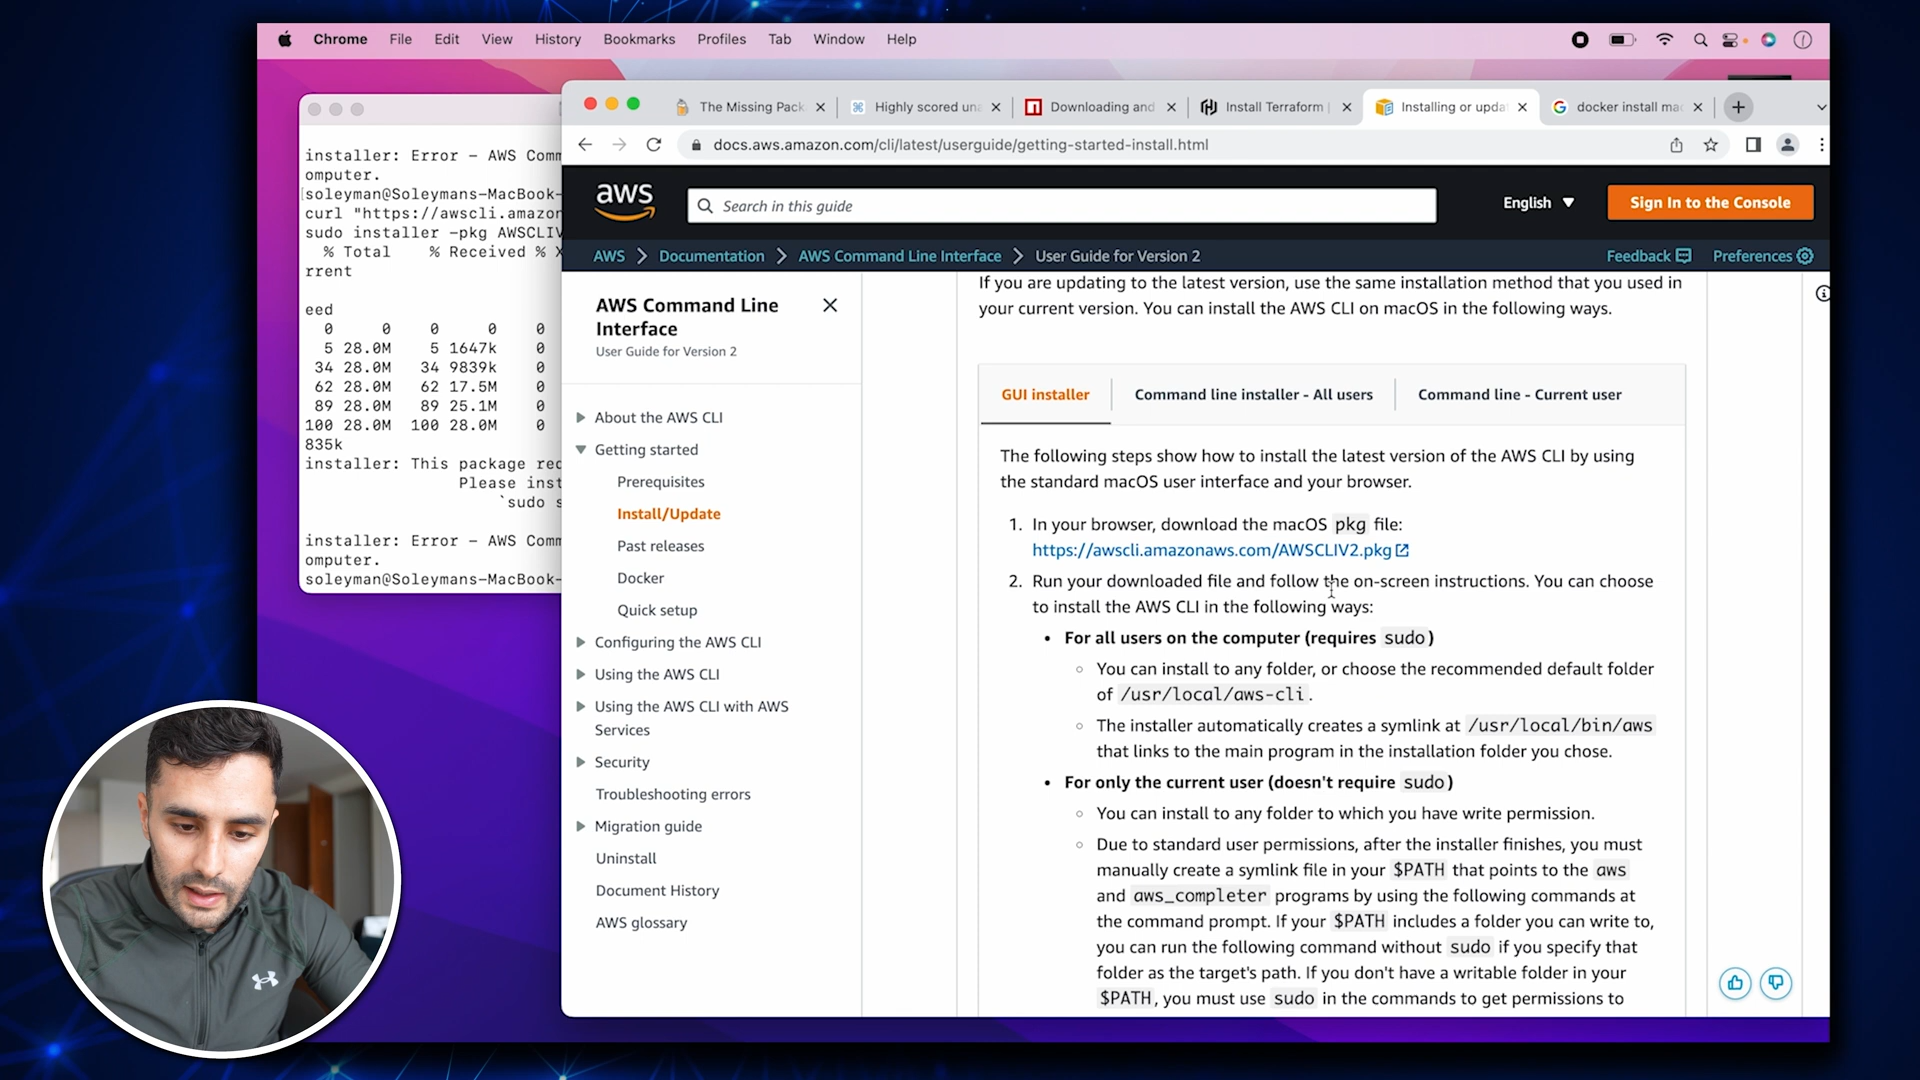 Chrome File Edit View History Bookmarks Profiles Tab Window Help
The Missing Pack
Highly scored una
Downloading and
Install Terraform |
Installing or upda
docker install mac
docs.aws.amazon.com/cli/latest/userguide/getting-started-install.html
aws
Search in this guide
English
Sign In to the Console
AWS
Documentation
AWS Command Line Interface
User Guide for Version 2
Feedback
Preferences
installer: Error - AWS Comm
omputer.
soleyman@Soleymans-MacBook-
curl "https://awscli.amazon
sudo installer -pkg AWSCLIV
% Total % Received % X
rrent
eed
0 0 0 0 0
5 28.0M 5 1647k 0
34 28.0M 34 9839k 0
62 28.0M 62 17.5M 0
89 28.0M 89 25.1M 0
100 28.0M 100 28.0M 0
835k
installer: This package req
Please inst
`sudo s
installer: Error - AWS Comm
omputer.
soleyman@Soleymans-MacBook-
AWS Command Line
Interface
User Guide for Version 2
About the AWS CLI
Getting started
Prerequisites
Install/Update
Past releases
Docker
Quick setup
Configuring the AWS CLI
Using the AWS CLI
Using the AWS CLI with AWS
Services
Security
Troubleshooting errors
Migration guide
Uninstall
Document History
AWS glossary
If you are updating to the latest version, use the same installation method that you used in
your current version. You can install the AWS CLI on macOS in the following ways.
GUI installer
Command line installer - All users
Command line - Current user
The following steps show how to install the latest version of the AWS CLI by using
the standard macOS user interface and your browser.
1. In your browser, download the macOS pkg file:
https://awscli.amazonaws.com/AWSCLIV2.pkg
2. Run your downloaded file and follow the on-screen instructions. You can choose
to install the AWS CLI in the following ways:
• For all users on the computer (requires sudo)
You can install to any folder, or choose the recommended default folder
of /usr/local/aws-cli.
The installer automatically creates a symlink at /usr/local/bin/aws
that links to the main program in the installation folder you chose.
• For only the current user (doesn't require sudo)
You can install to any folder to which you have write permission.
Due to standard user permissions, after the installer finishes, you must
manually create a symlink file in your $PATH that points to the aws
and aws_completer programs by using the following commands at
the command prompt. If your $PATH includes a folder you can write to,
you can run the following command without sudo if you specify that
folder as the target's path. If you don't have a writable folder in your
$PATH, you must use sudo in the commands to get permissions to